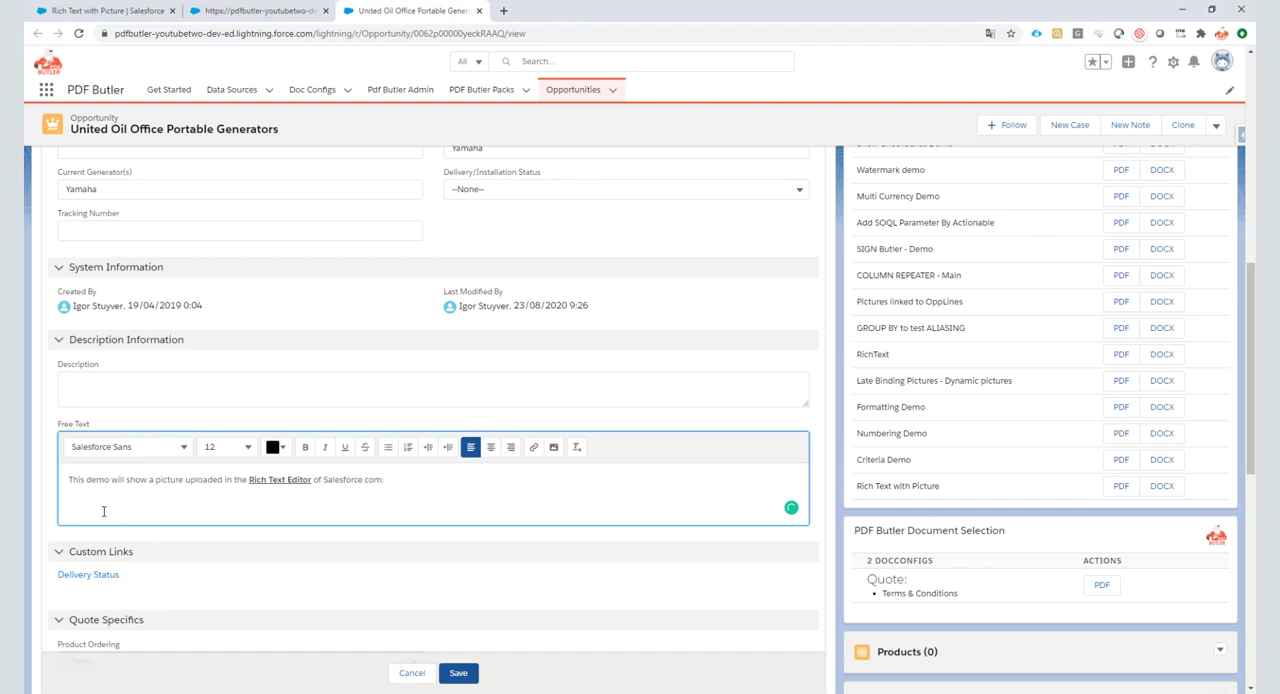 Rich Text with Picture | Salesforce
https://pdfbutler-youtubetwo-de
United Oil Office Portable Gener
pdfbutler-youtubetwo-dev-ed.lightning.force.com/lightning/r/Opportunity/0062p00000yeckRAAQ/view
PDF BUTLER
All
Search...
PDF Butler
Get Started
Data Sources
Doc Configs
Pdf Butler Admin
PDF Butler Packs
Opportunities
Opportunity
United Oil Office Portable Generators
Follow
New Case
New Note
Clone
Yamaha
Current Generator(s)
Yamaha
Delivery/Installation Status
--None--
Tracking Number
System Information
Created By
Igor Stuyver, 19/04/2019 0:04
Last Modified By
Igor Stuyver, 23/08/2020 9:26
Description Information
Description
Free Text
Salesforce Sans
12
B I U S
This demo will show a picture uploaded in the Rich Text Editor of Salesforce.com:
Custom Links
Delivery Status
Quote Specifics
Product Ordering
Cancel
Save
Watermark demo PDF DOCX
Multi Currency Demo PDF DOCX
Add SOQL Parameter By Actionable PDF DOCX
SIGN Butler - Demo PDF DOCX
COLUMN REPEATER - Main PDF DOCX
Pictures linked to OppLines PDF DOCX
GROUP BY to test ALIASING PDF DOCX
RichText PDF DOCX
Late Binding Pictures - Dynamic pictures PDF DOCX
Formatting Demo PDF DOCX
Numbering Demo PDF DOCX
Criteria Demo PDF DOCX
Rich Text with Picture PDF DOCX
PDF Butler Document Selection
2 DOCCONFIGS ACTIONS
Quote:
• Terms & Conditions
PDF
Products (0)